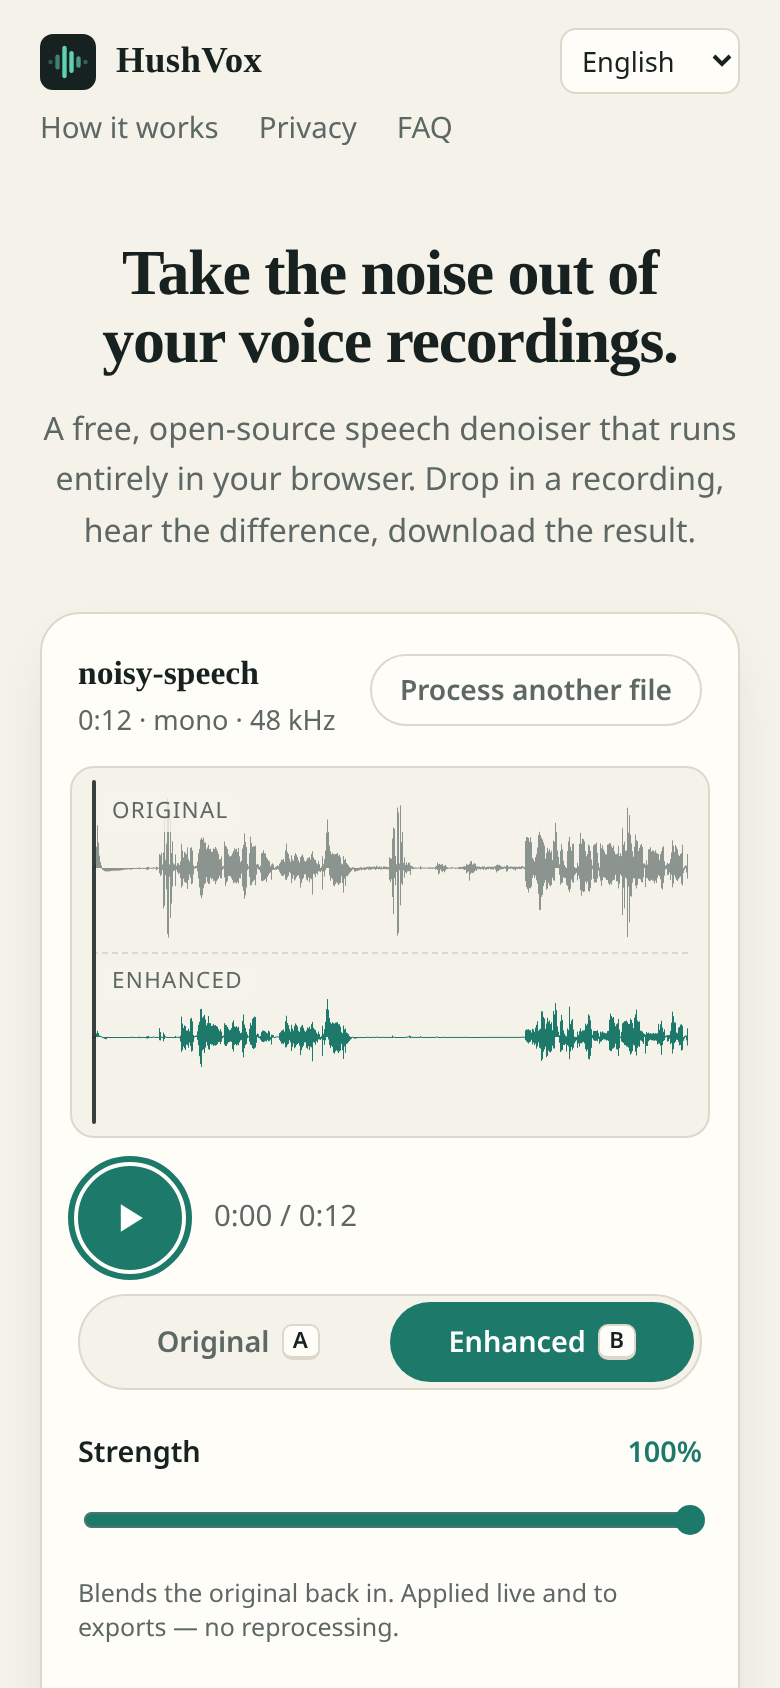 HushVox
English
How it works Privacy FAQ
Take the noise out of
your voice recordings.
A free, open-source speech denoiser that runs
entirely in your browser. Drop in a recording,
hear the difference, download the result.
noisy-speech
Process another file
0:12 · mono · 48 kHz
ORIGINAL
ENHANCED
0:00 / 0:12
Original A
Enhanced B
Strength 100%
Blends the original back in. Applied live and to
exports — no reprocessing.